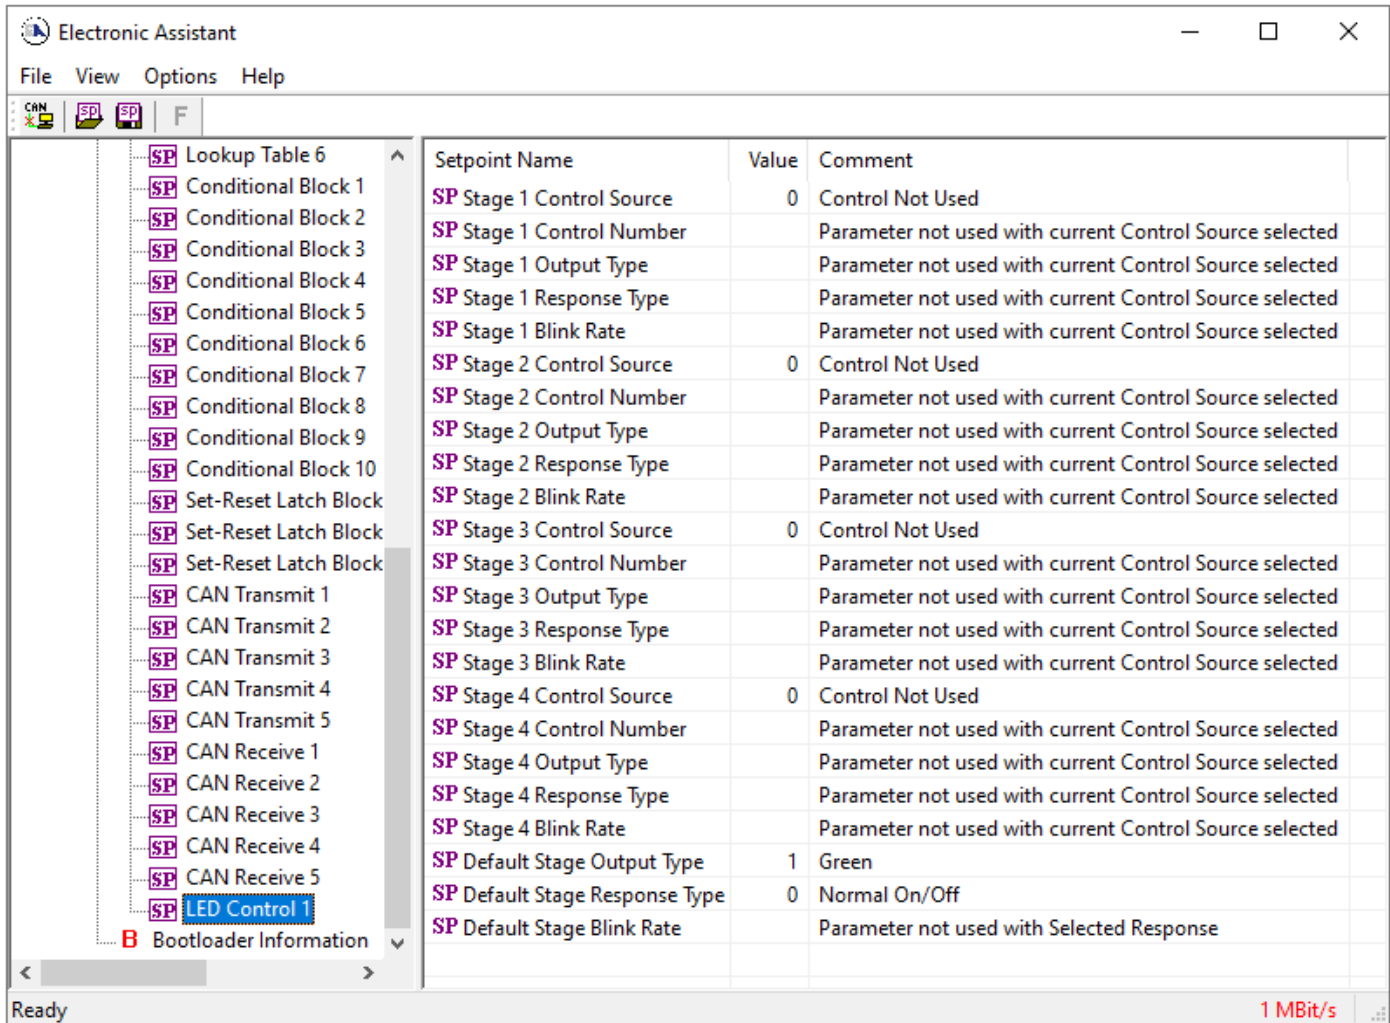 Electronic Assistant
File View Options Help
CAN SP SP F
SP Lookup Table 6
SP Conditional Block 1
SP Conditional Block 2
SP Conditional Block 3
SP Conditional Block 4
SP Conditional Block 5
SP Conditional Block 6
SP Conditional Block 7
SP Conditional Block 8
SP Conditional Block 9
SP Conditional Block 10
SP Set-Reset Latch Block
SP Set-Reset Latch Block
SP Set-Reset Latch Block
SP CAN Transmit 1
SP CAN Transmit 2
SP CAN Transmit 3
SP CAN Transmit 4
SP CAN Transmit 5
SP CAN Receive 1
SP CAN Receive 2
SP CAN Receive 3
SP CAN Receive 4
SP CAN Receive 5
SP LED Control 1
B Bootloader Information
Setpoint Name Value Comment
SP Stage 1 Control Source 0 Control Not Used
SP Stage 1 Control Number Parameter not used with current Control Source selected
SP Stage 1 Output Type Parameter not used with current Control Source selected
SP Stage 1 Response Type Parameter not used with current Control Source selected
SP Stage 1 Blink Rate Parameter not used with current Control Source selected
SP Stage 2 Control Source 0 Control Not Used
SP Stage 2 Control Number Parameter not used with current Control Source selected
SP Stage 2 Output Type Parameter not used with current Control Source selected
SP Stage 2 Response Type Parameter not used with current Control Source selected
SP Stage 2 Blink Rate Parameter not used with current Control Source selected
SP Stage 3 Control Source 0 Control Not Used
SP Stage 3 Control Number Parameter not used with current Control Source selected
SP Stage 3 Output Type Parameter not used with current Control Source selected
SP Stage 3 Response Type Parameter not used with current Control Source selected
SP Stage 3 Blink Rate Parameter not used with current Control Source selected
SP Stage 4 Control Source 0 Control Not Used
SP Stage 4 Control Number Parameter not used with current Control Source selected
SP Stage 4 Output Type Parameter not used with current Control Source selected
SP Stage 4 Response Type Parameter not used with current Control Source selected
SP Stage 4 Blink Rate Parameter not used with current Control Source selected
SP Default Stage Output Type 1 Green
SP Default Stage Response Type 0 Normal On/Off
SP Default Stage Blink Rate Parameter not used with Selected Response
Ready 1 MBit/s